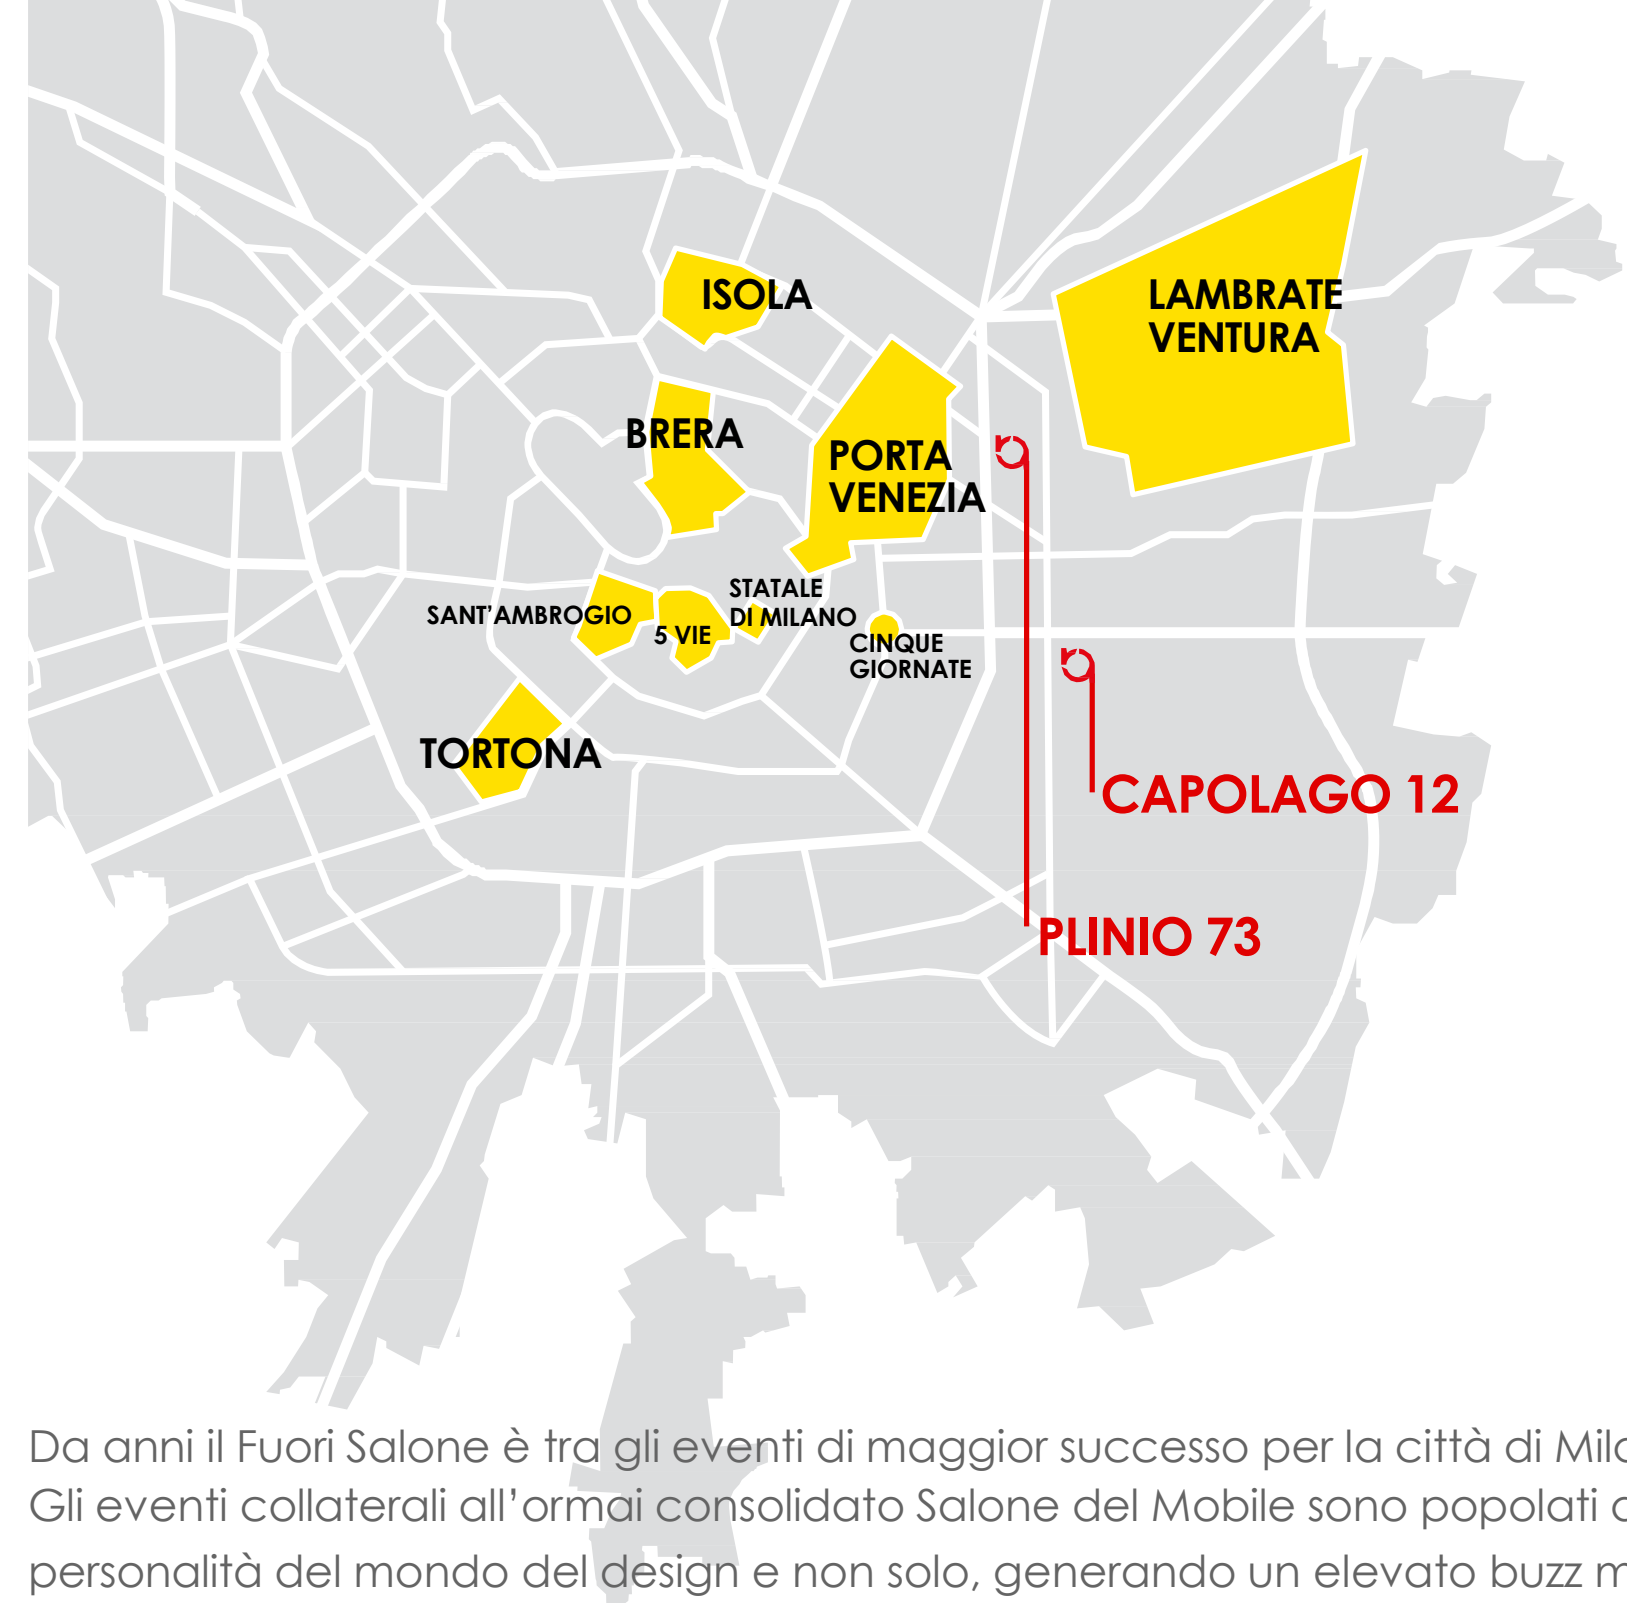 ISOLA
LAMBRATE
VENTURA
BRERA
PORTA
VENEZIA
STATALE
DI MILANO
SANT’AMBROGIO
5 VIE
CINQUE
GIORNATE
TORTONA
CAPOLAGO 12
PLINIO 73
Da anni il Fuori Salone è tra gli eventi di maggior successo per la città di
Gli eventi collaterali all’ormai consolidato Salone del Mobile sono popolati
personalità del mondo del design e non solo, generando un elevato buzz